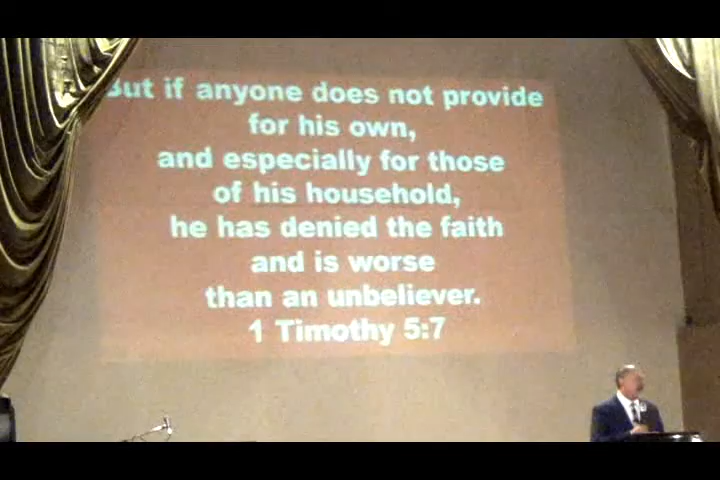 But if anyone does not provide
for his own,
and especially for those
of his household,
he has denied the faith
and is worse
than an unbeliever.
1 Timothy 5:7